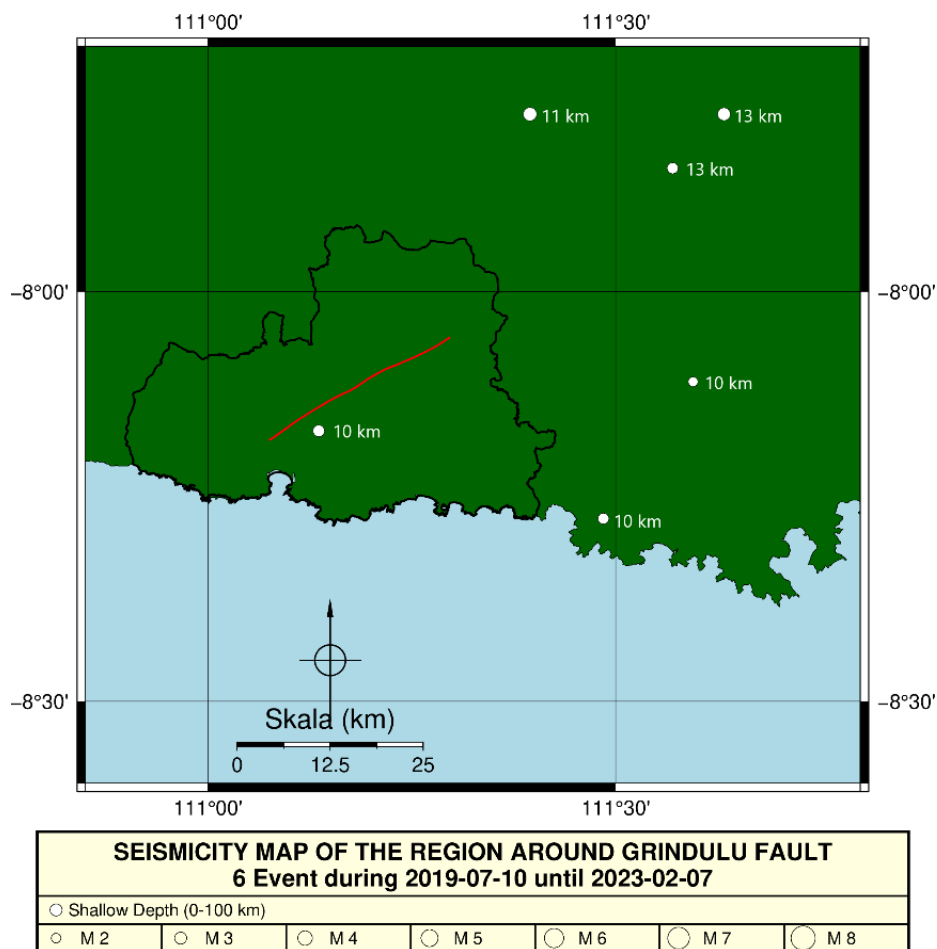 111°00' 111°30'
11 km 13 km
13 km
-8°00' -8°00'
10 km
10 km
10 km
-8°30' -8°30'
Skala (km)
0 12.5 25
111°00' 111°30'
SEISMICITY MAP OF THE REGION AROUND GRINDULU FAULT
6 Event during 2019-07-10 until 2023-02-07
Shallow Depth (0-100 km)
M 2 M 3 M 4 M 5 M 6 M 7 M 8